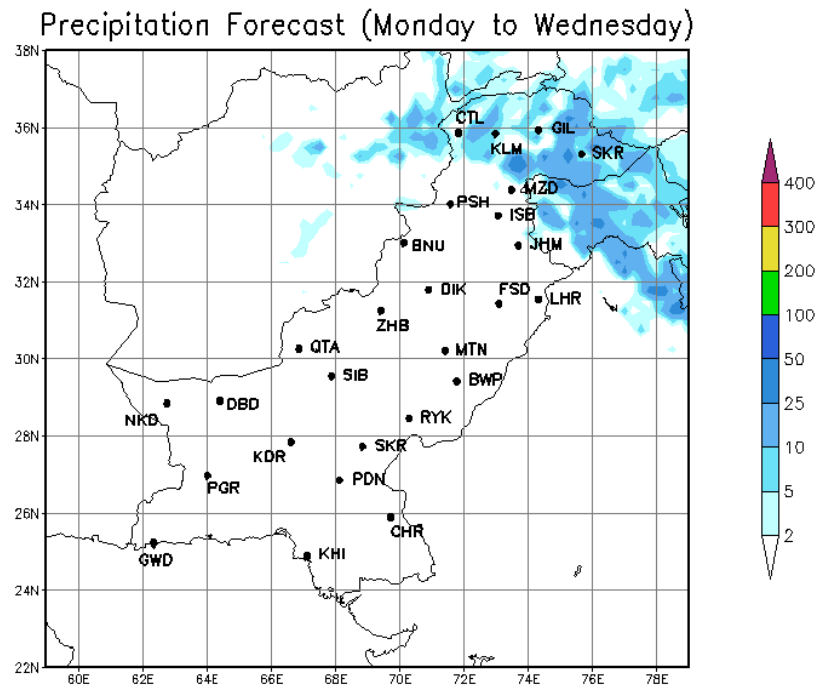 Precipitation Forecast (Monday to Wednesday)
38N
36N
34N
32N
30N
28N
26N
24N
22N
60E 62E 64E 66E 68E 70E 72E 74E 76E 78E
CTL
KLM
GIL
SKR
MZD
PSH
ISB
BNU
JHM
DIK
FSD
LHR
ZHB
QTA
MTN
SIB
BWP
NKD
DBD
RYK
KDR
SKR
PGR
PDN
CHR
GWD
KHI
400
300
200
100
50
25
10
5
2